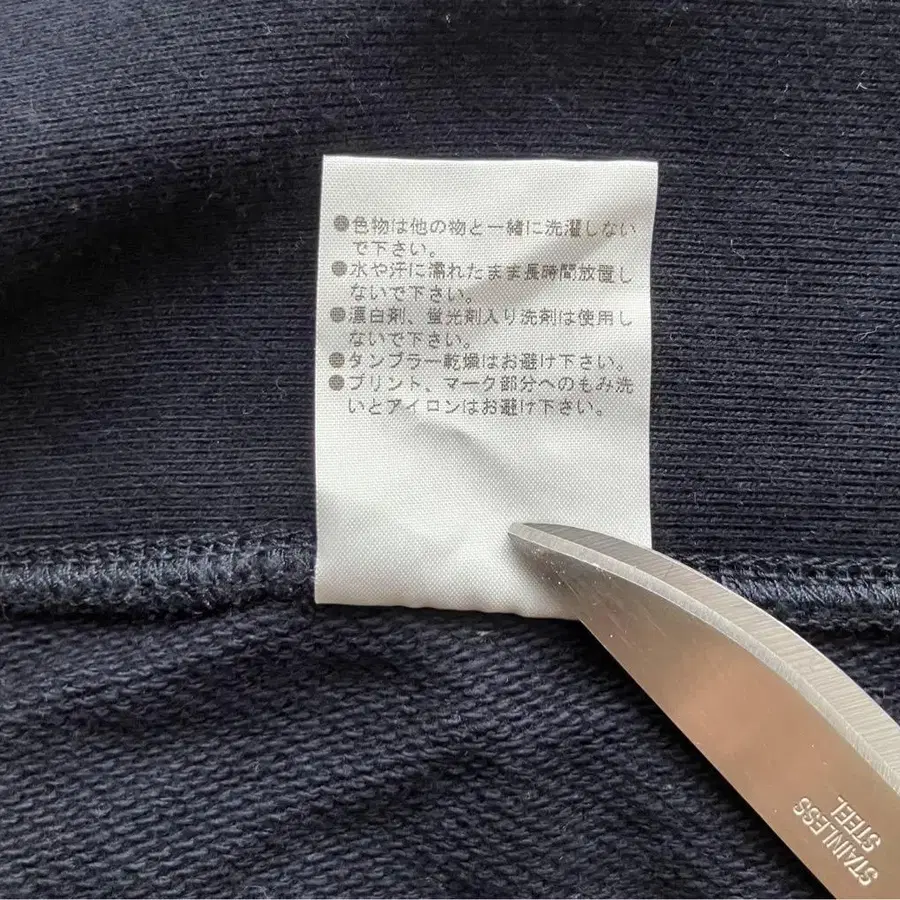 ●色物は他の物と一緒に洗濯しない
で下さい。
●水や汗に濡れたまま長時間放置し
ないで下さい。
●漂白剤、蛍光剤入り洗剤は使用し
ないで下さい。
●タンブラー乾燥はお避け下さい。
●プリント、マーク部分へのもみ洗
いとアイロンはお避け下さい。
STAINLESS
STEEL